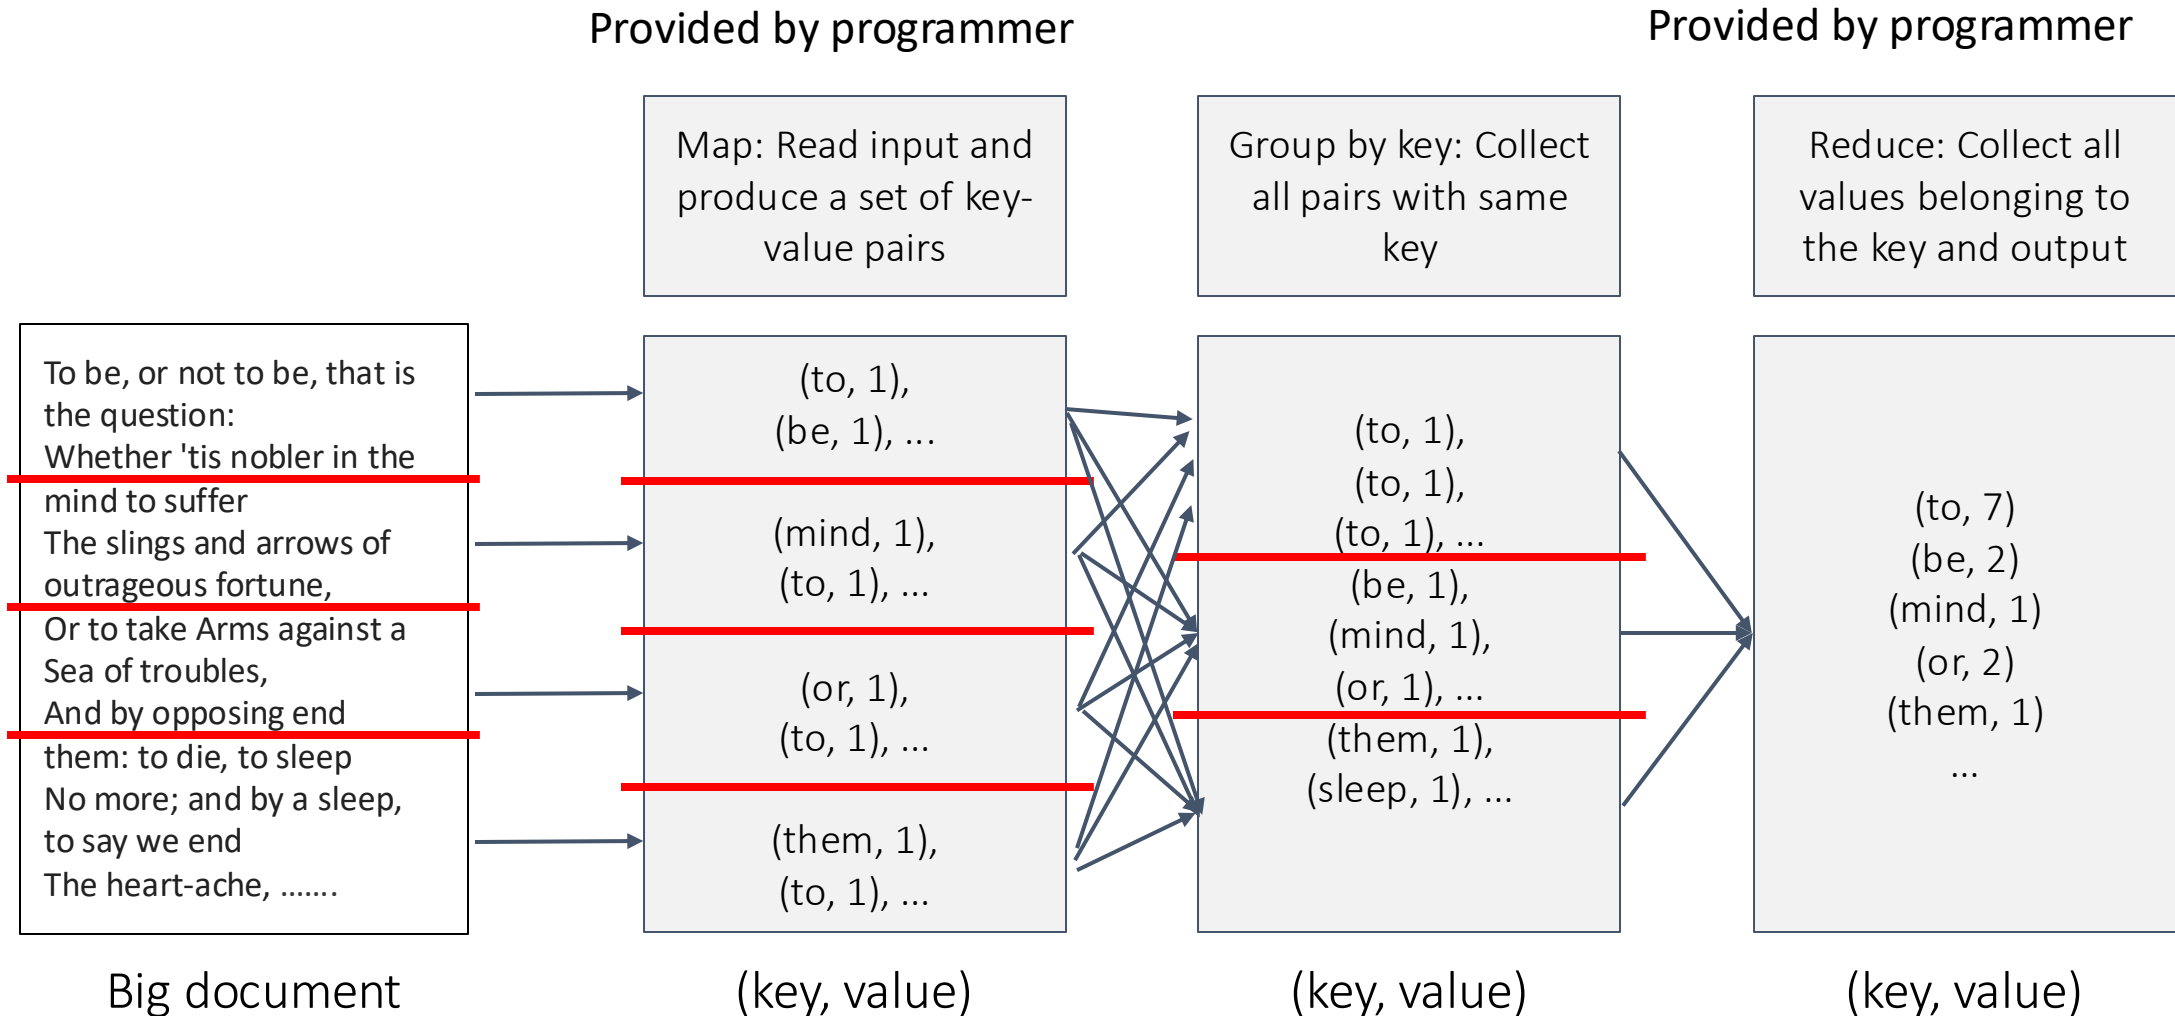 Provided by programmer
Provided by programmer
Map: Read input and
produce a set of key-
value pairs
Group by key: Collect
all pairs with same
key
Reduce: Collect all
values belonging to
the key and output
To be, or not to be, that is
the question:
Whether 'tis nobler in the
mind to suffer
The slings and arrows of
outrageous fortune,
Or to take Arms against a
Sea of troubles,
And by opposing end
them: to die, to sleep
No more; and by a sleep,
to say we end
The heart-ache, .......
(to, 1),
(be, 1), ...
(mind, 1),
(to, 1), ...
(or, 1),
(to, 1), ...
(them, 1),
(to, 1), ...
(to, 1),
(to, 1),
(to, 1), ...
(be, 1),
(mind, 1),
(or, 1), ...
(them, 1),
(sleep, 1), ...
(to, 7)
(be, 2)
(mind, 1)
(or, 2)
(them, 1)
...
Big document
(key, value)
(key, value)
(key, value)